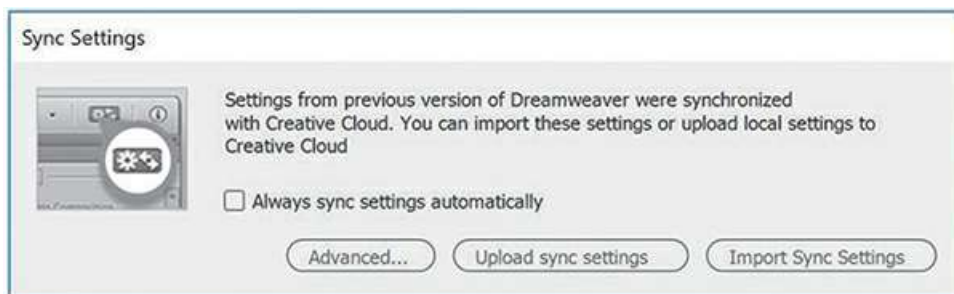 Sync Settings
Settings from previous version of Dreamweaver were synchronized
with Creative Cloud. You can import these settings or upload local settings to
Creative Cloud
Always sync settings automatically
Advanced...
Upload sync settings
Import Sync Settings